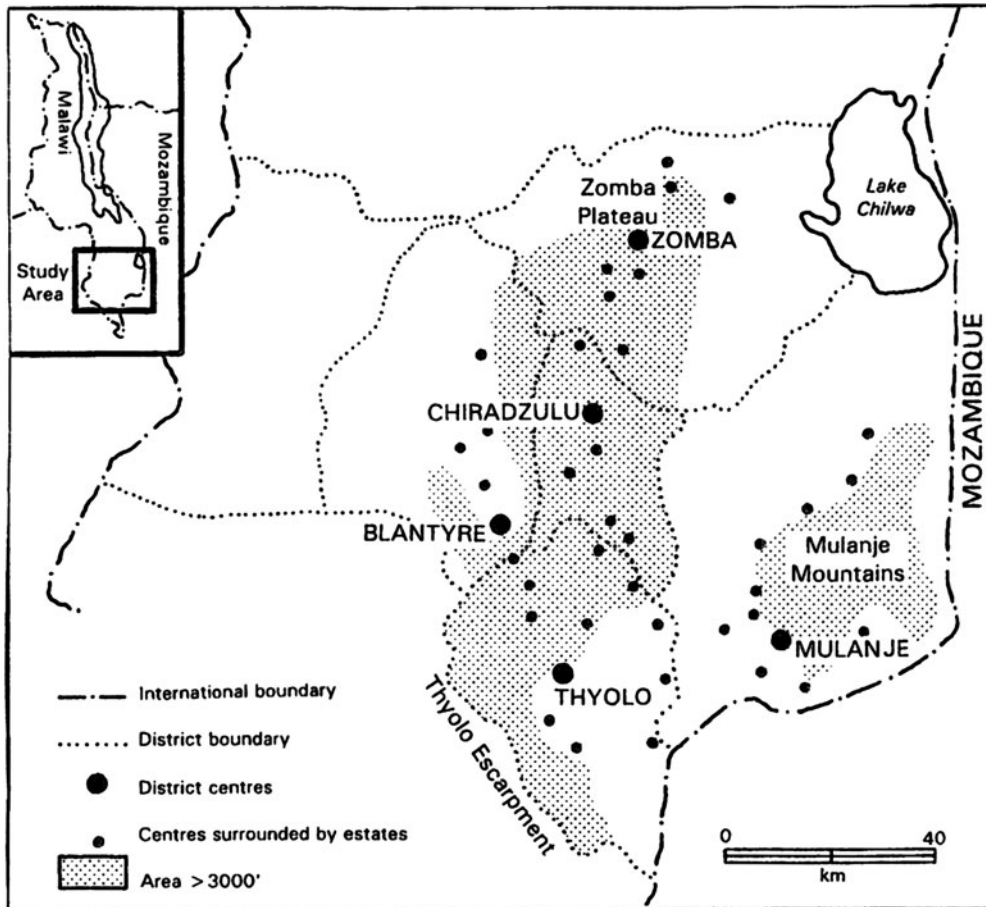 Malawi
Mozambique
Study
Area
Zomba
Plateau
ZOMBA
Lake
Chilwa
CHIRADZULU
MOZAMBIQUE
BLANTYRE
Mulanje
Mountains
MULANJE
THYOLO
Thyolo Escarpment
International boundary
District boundary
District centres
Centres surrounded by estates
Area > 3000'
0 40
km